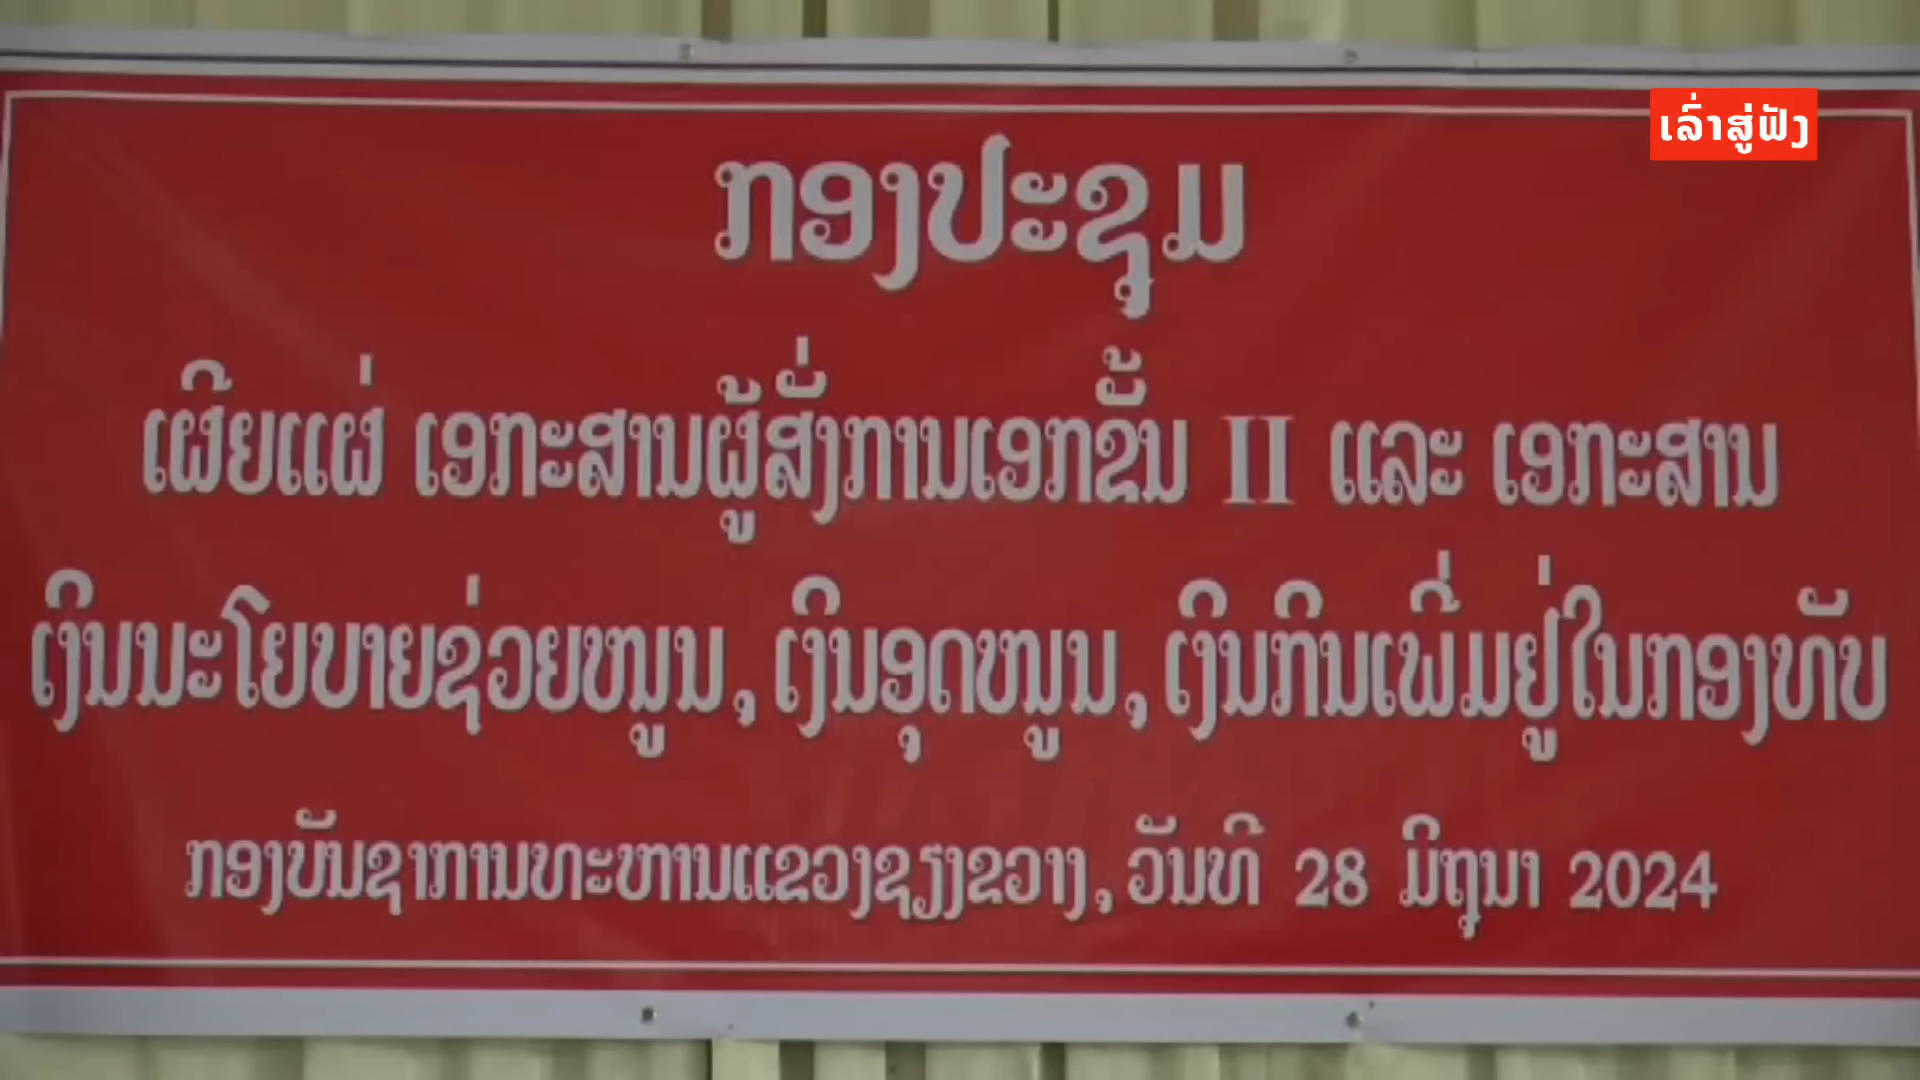 ເລົ່າສູ່ຟັງ
ກອງປະຊຸມ
ເຜີຍແຜ່ ເອກະສານຜູ້ສັ່ງການເອກຂັ້ນ II ແລະ ເອກະສານ
ເງິນນະໂຍບາຍຊ່ວຍໜູນ, ເງິນອຸດໜູນ, ເງິນກິນເພີ່ມຢູ່ໃນກອງທັບ
ກອງບັນຊາການທະຫານແຂວງຊຽງຂວາງ, ວັນທີ 28 ມິຖຸນາ 2024